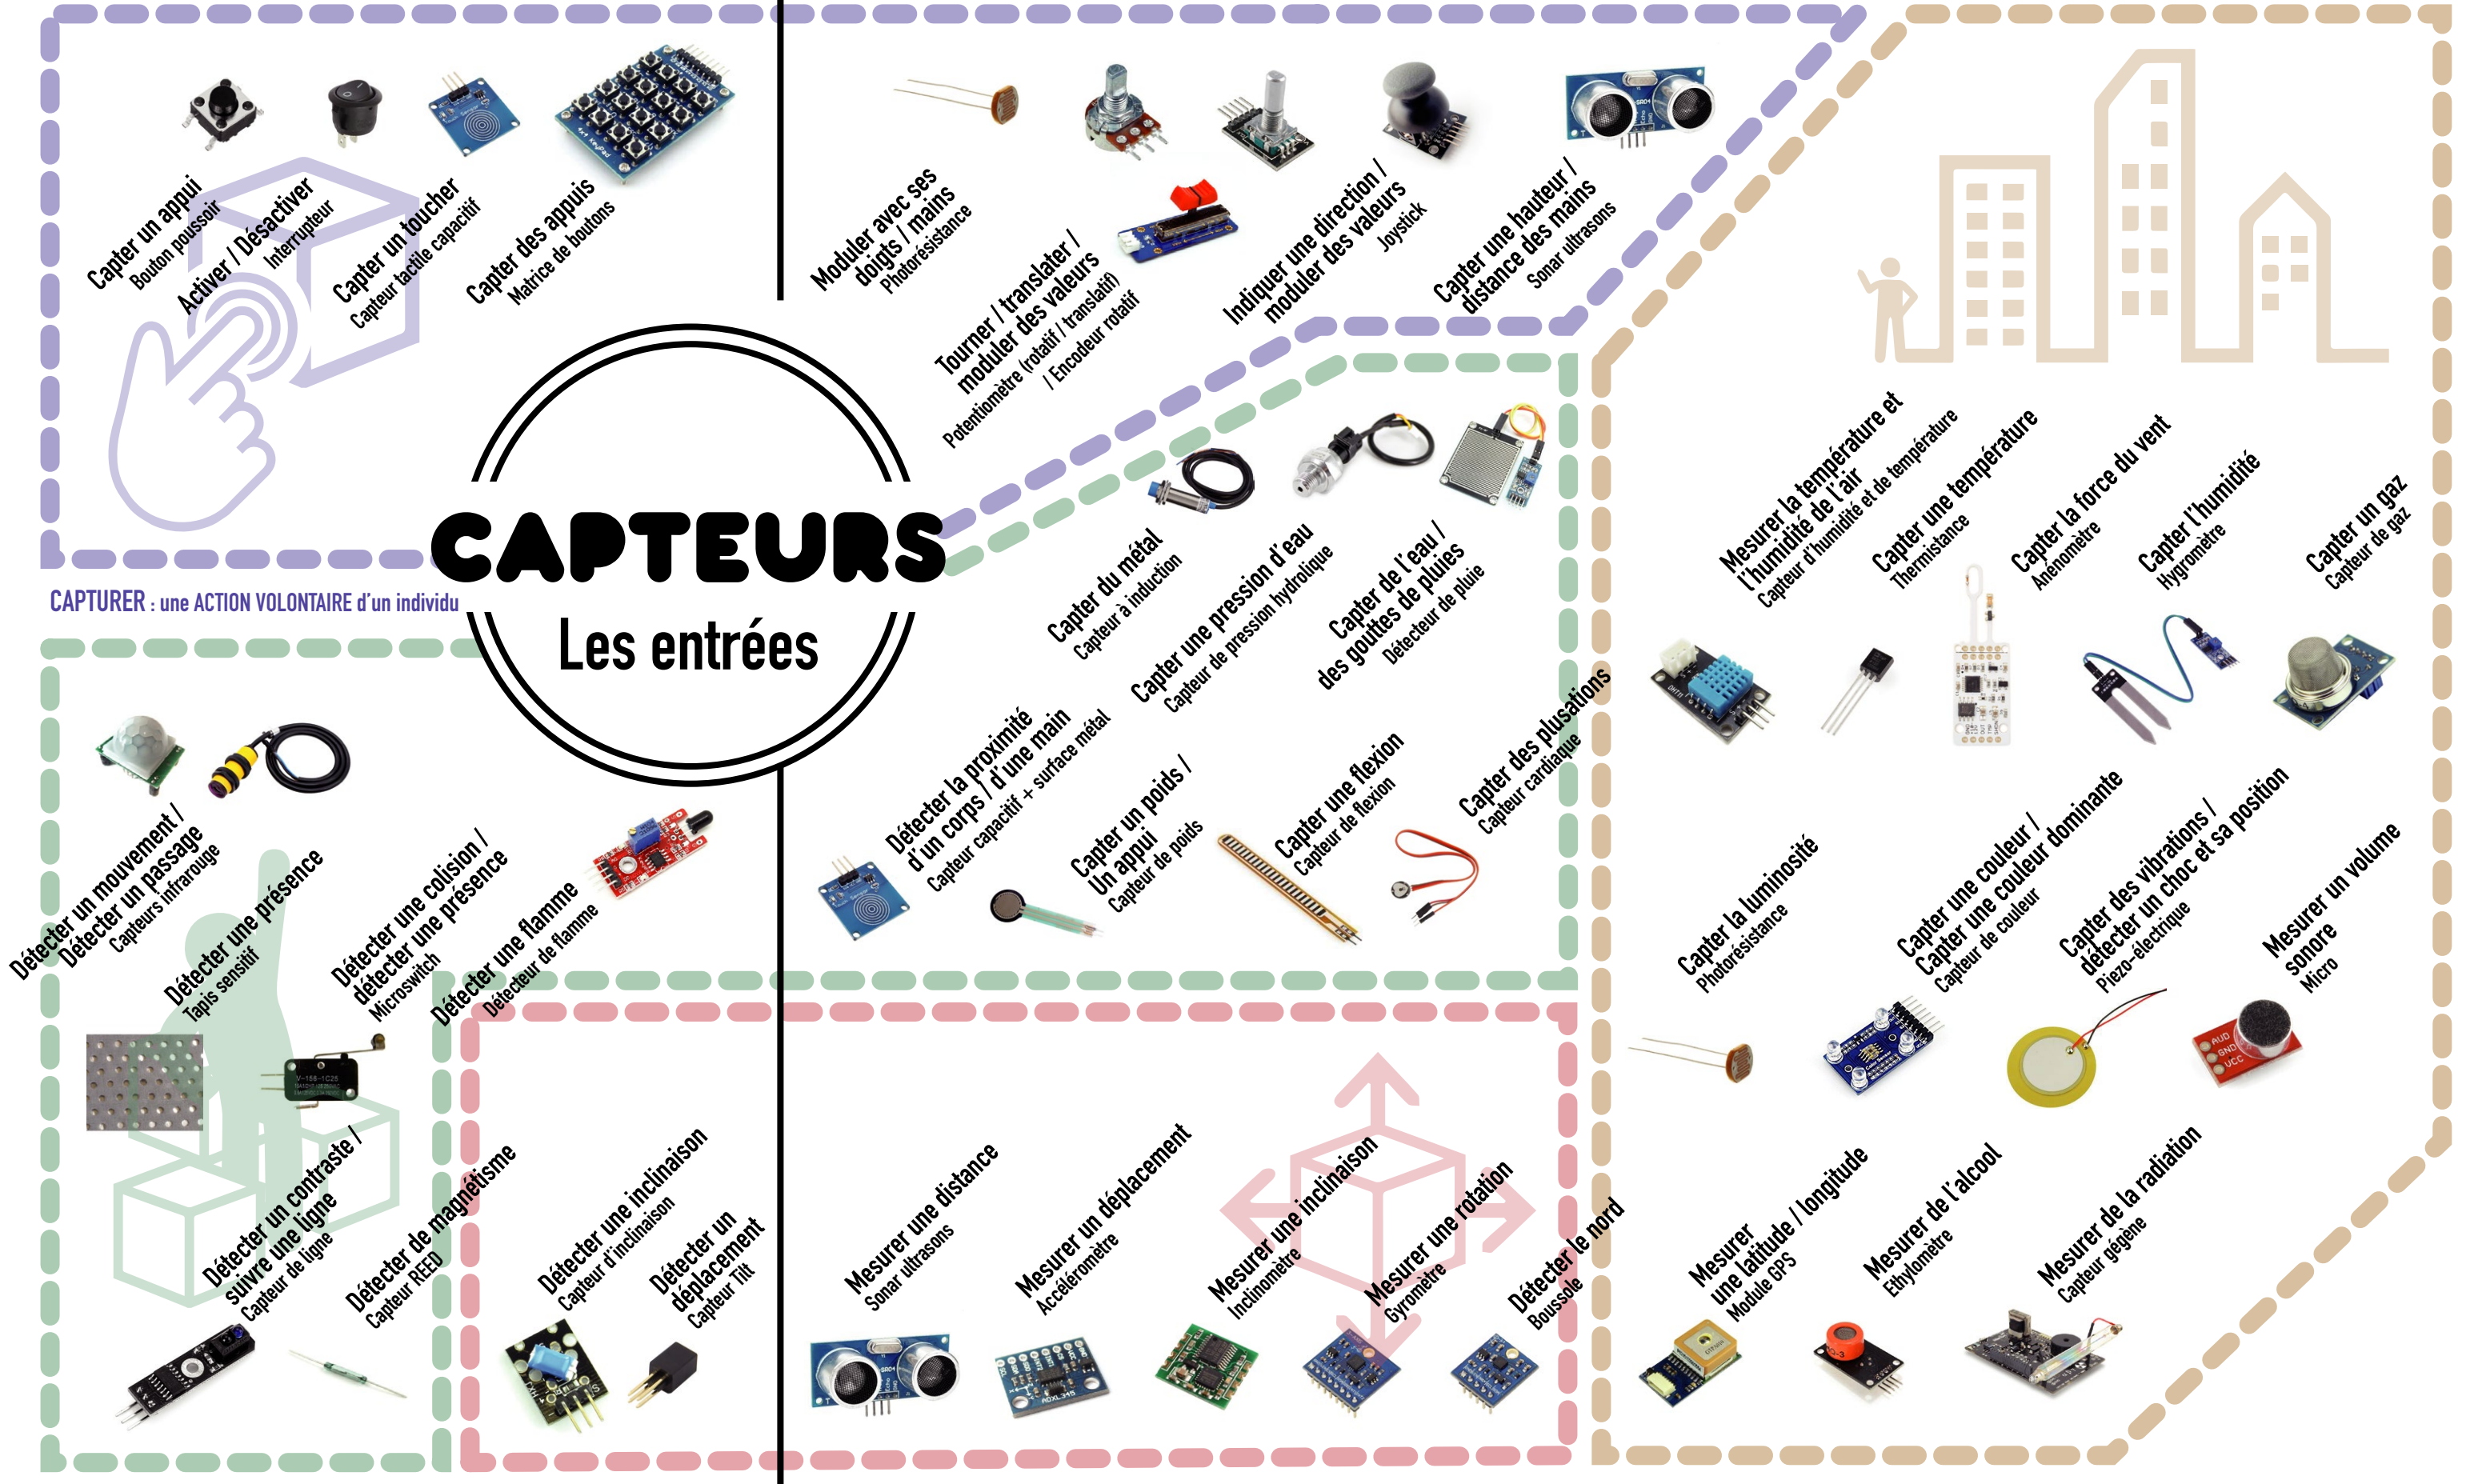 Capter un appui
Bouton poussoir
Activer / Désactiver
Interrupteur
Capter un toucher
Capteur tactile capacitif
Capter des appuis
Matrice de boutons
Moduler avec ses
doigts / mains
Photorésistance
Tourner / translater /
moduler des valeurs
Potentiomètre (rotatif / translatif)
/ Encodeur rotatif
Indiquer une direction /
moduler des valeurs
Joystick
Capter une hauteur /
distance des mains
Sonar ultrasons
CAPTEURS
Les entrées
CAPTURER : une ACTION VOLONTAIRE d'un individu
Capter du métal
Capteur à induction
Capter une pression d'eau
Capteur de pression hydrolique
Capter de l'eau /
des gouttes de pluies
Détecteur de pluie
Détecter la proximité
d'un corps / d'une main
Capteur capacitif + surface métal
Capter un poids /
Un appui
Capteur de poids
Capter une flexion
Capteur de flexion
Capter des plusations
Capteur cardiaque
Détecter un mouvement /
Détecter un passage
Capteurs infrarouge
Détecter une présence
Tapis sensitif
Détecter une colision /
détecter une présence
Microswitch
Détecter une flamme
Détecteur de flamme
V-156-1C25
Détecter un contraste /
suivre une ligne
Capteur de ligne
Détecter de magnétisme
Capteur REED
Détecter une inclinaison
Capteur d'inclinaison
Détecter un
déplacement
Capteur Tilt
Mesurer une distance
Sonar ultrasons
Mesurer un déplacement
Accéléromètre
ADXL345
Mesurer une inclinaison
Inclinomètre
Mesurer une rotation
Gyromètre
Détecter le nord
Boussole
Mesurer la température et
l'humidité de l'air
Capteur d'humidité et de température
DHT11
Capter une température
Thermistance
Capter la force du vent
Anenomètre
Capter l'humidité
Hygromètre
Capter un gaz
Capteur de gaz
Capter la luminosité
Photorésistance
Capter une couleur /
Capter une couleur dominante
Capteur de couleur
Capter des vibrations /
détecter un choc et sa position
Piezo-électrique
Mesurer un volume
sonore
Micro
AUD
GND
VCC
Mesurer
une latitude / longitude
Module GPS
Mesurer de l'alcool
Ethylomètre
Mesurer de la radiation
Capteur gégène